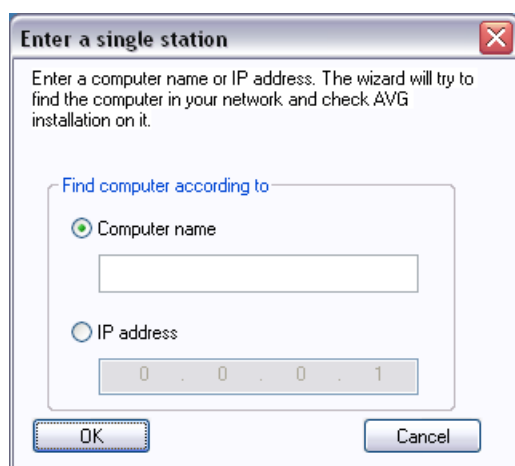 Enter a single station
Enter a computer name or IP address. The wizard will try to
find the computer in your network and check AVG
installation on it.
Find computer according to
Computer name
IP address
0 . 0 . 0 . 1
OK Cancel